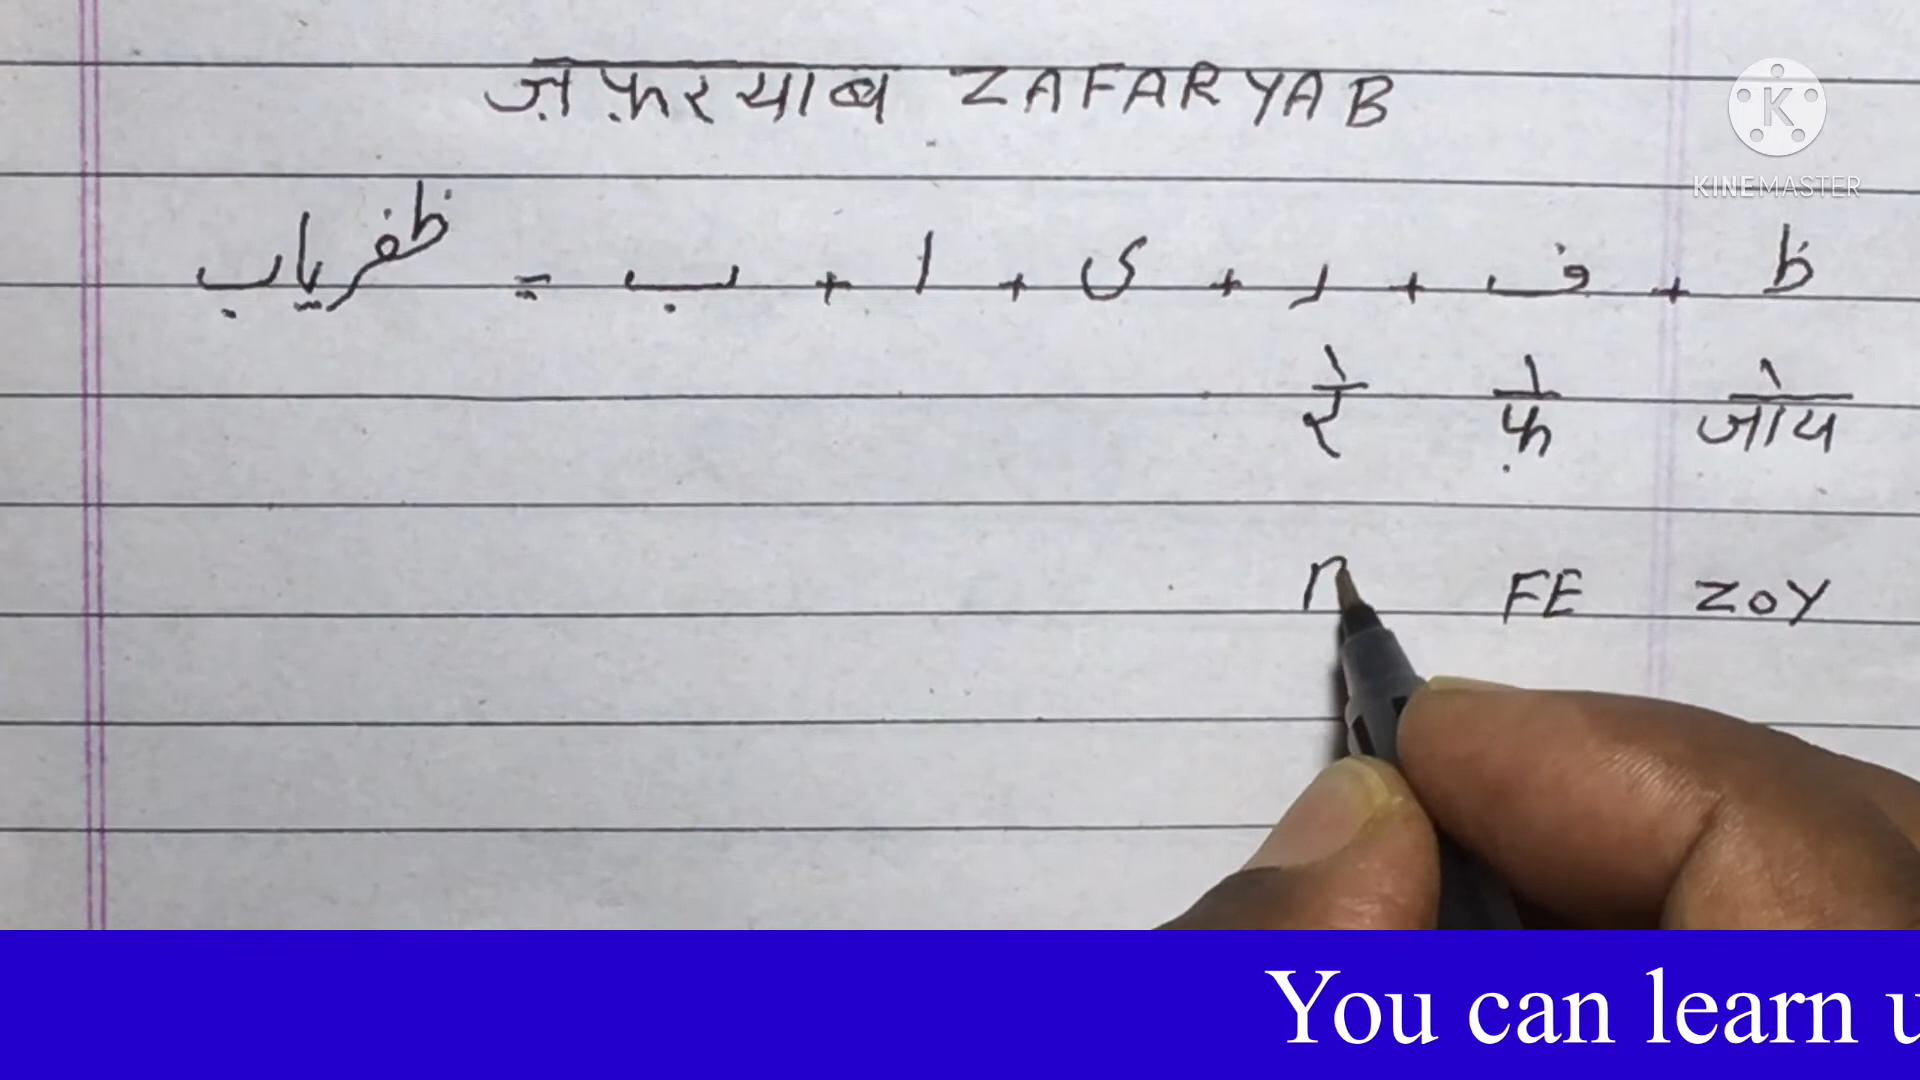 ज़फ़रयाब ZAFARYAB
KINEMASTER
ظ + ف + ر + ی + ا + ب = ظفریاب
जोय फ़े रे
ZOY FE
You can learn u